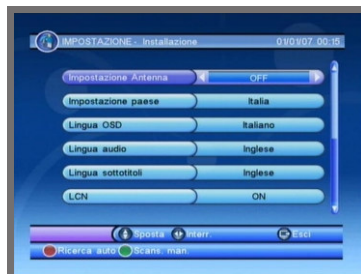 IMPOSTAZIONE - Installazione 01/01/07 00:15
Impostazione Antenna OFF
Impostazione paese Italia
Lingua OSD Italiano
Lingua audio Inglese
Lingua sottotitoli Inglese
LCN ON
Sposta Interr. Esci
Ricerca auto Scans. man.